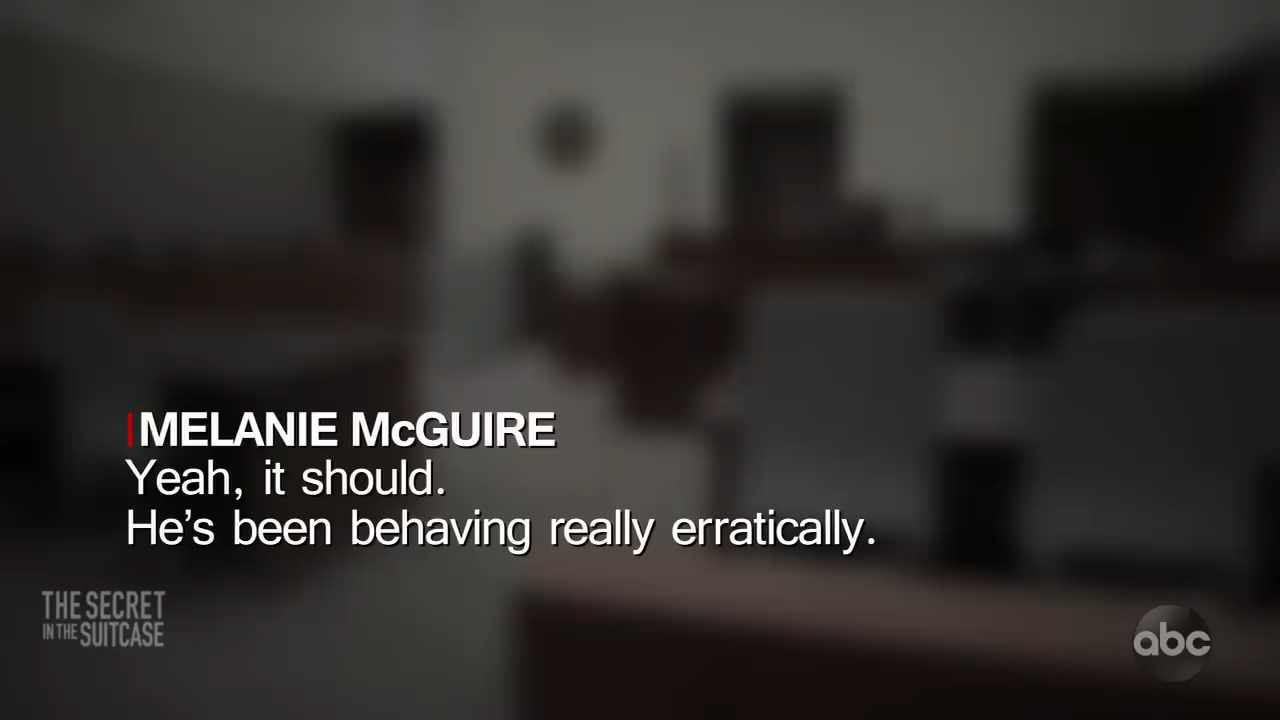 MELANIE McGUIRE
Yeah, it should.
He's been behaving really erratically.
THE SECRET
IN THE SUITCASE
abc